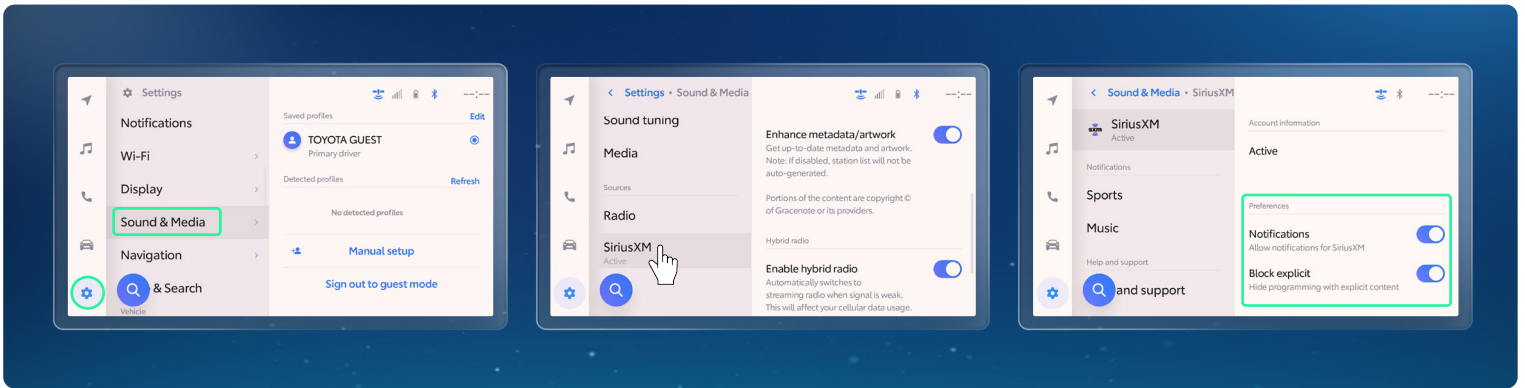 Settings
Notifications
Wi-Fi
Display
Sound & Media
Navigation
& Search
Vehicle
--:--
Saved profiles
Edit
TOYOTA GUEST
Primary driver
Detected profiles
Refresh
No detected profiles
Manual setup
Sign out to guest mode
Settings • Sound & Media
--:--
Sound tuning
Media
Sources
Radio
SiriusXM
Active
Enhance metadata/artwork
Get up-to-date metadata and artwork.
Note: If disabled, station list will not be
auto-generated.
Portions of the content are copyright ©
of Gracenote or its providers.
Hybrid radio
Enable hybrid radio
Automatically switches to
streaming radio when signal is weak.
This will affect your cellular data usage.
Sound & Media • SiriusXM
--:--
sxm
SiriusXM
Active
Notifications
Sports
Music
Help and support
and support
Account information
Active
Preferences
Notifications
Allow notifications for SiriusXM
Block explicit
Hide programming with explicit content